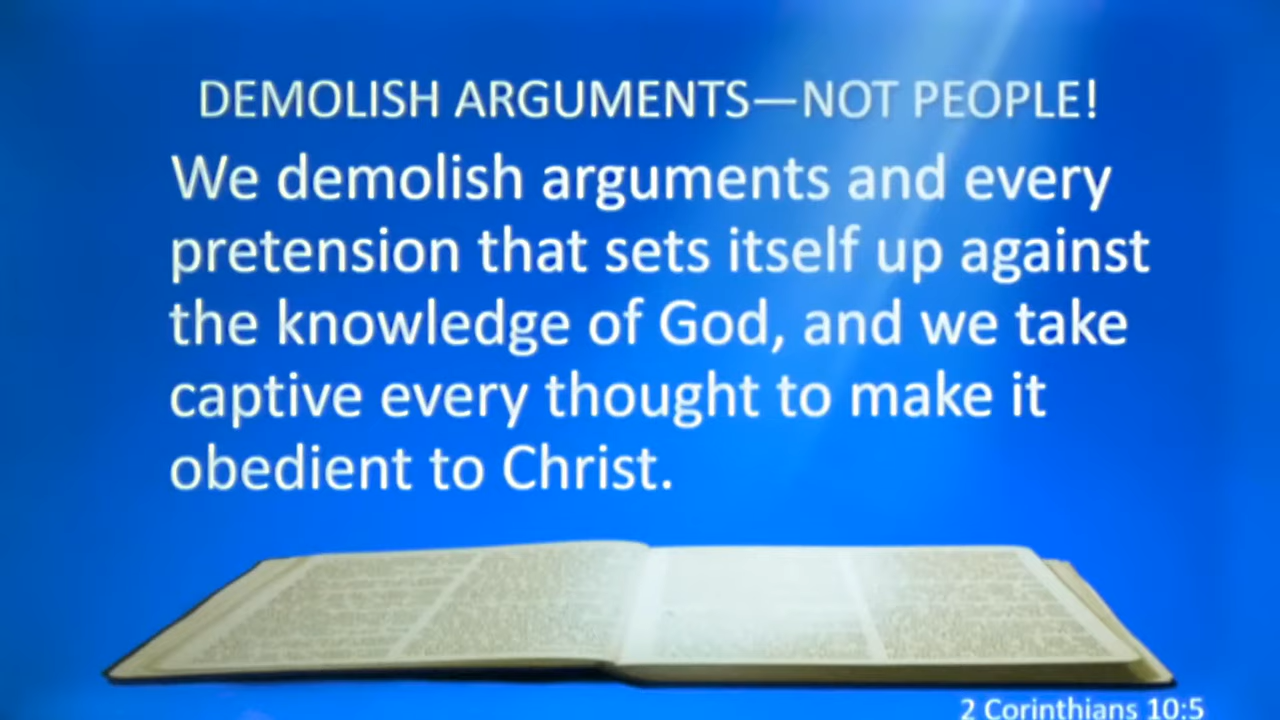 DEMOLISH ARGUMENTS—NOT PEOPLE!
We demolish arguments and every
pretension that sets itself up against
the knowledge of God, and we take
captive every thought to make it
obedient to Christ.
2 Corinthians 10:5